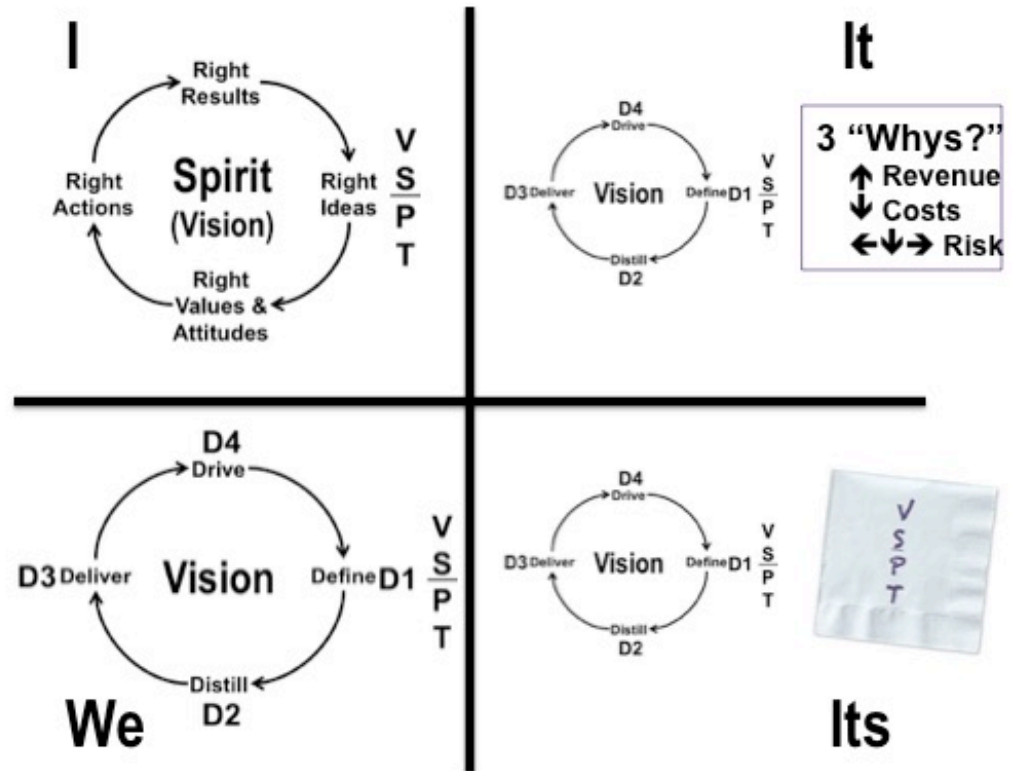 I
Right
Results
Right
Actions
Spirit
(Vision)
Right
Ideas
V
S
P
T
Right
Values &
Attitudes
It
D4
Drive
D3 Deliver
Vision
Define D1
V
S
P
T
Distill
D2
3 “Whys?”
↑ Revenue
↓ Costs
←↓→ Risk
D4
Drive
D3 Deliver
Vision
Define D1
V
S
P
T
Distill
D2
We
D4
Drive
D3 Deliver
Vision
Define D1
V
S
P
T
Distill
D2
V
S
P
T
Its